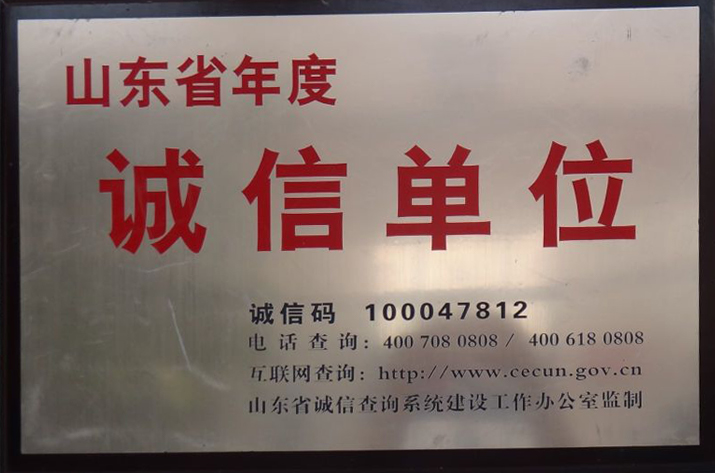 山东省年度
诚信单位
诚信码 100047812
电话查询：400 708 0808 / 400 618 0808
互联网查询：http://www.cecun.gov.cn
山东省诚信查询系统建设工作办公室监制